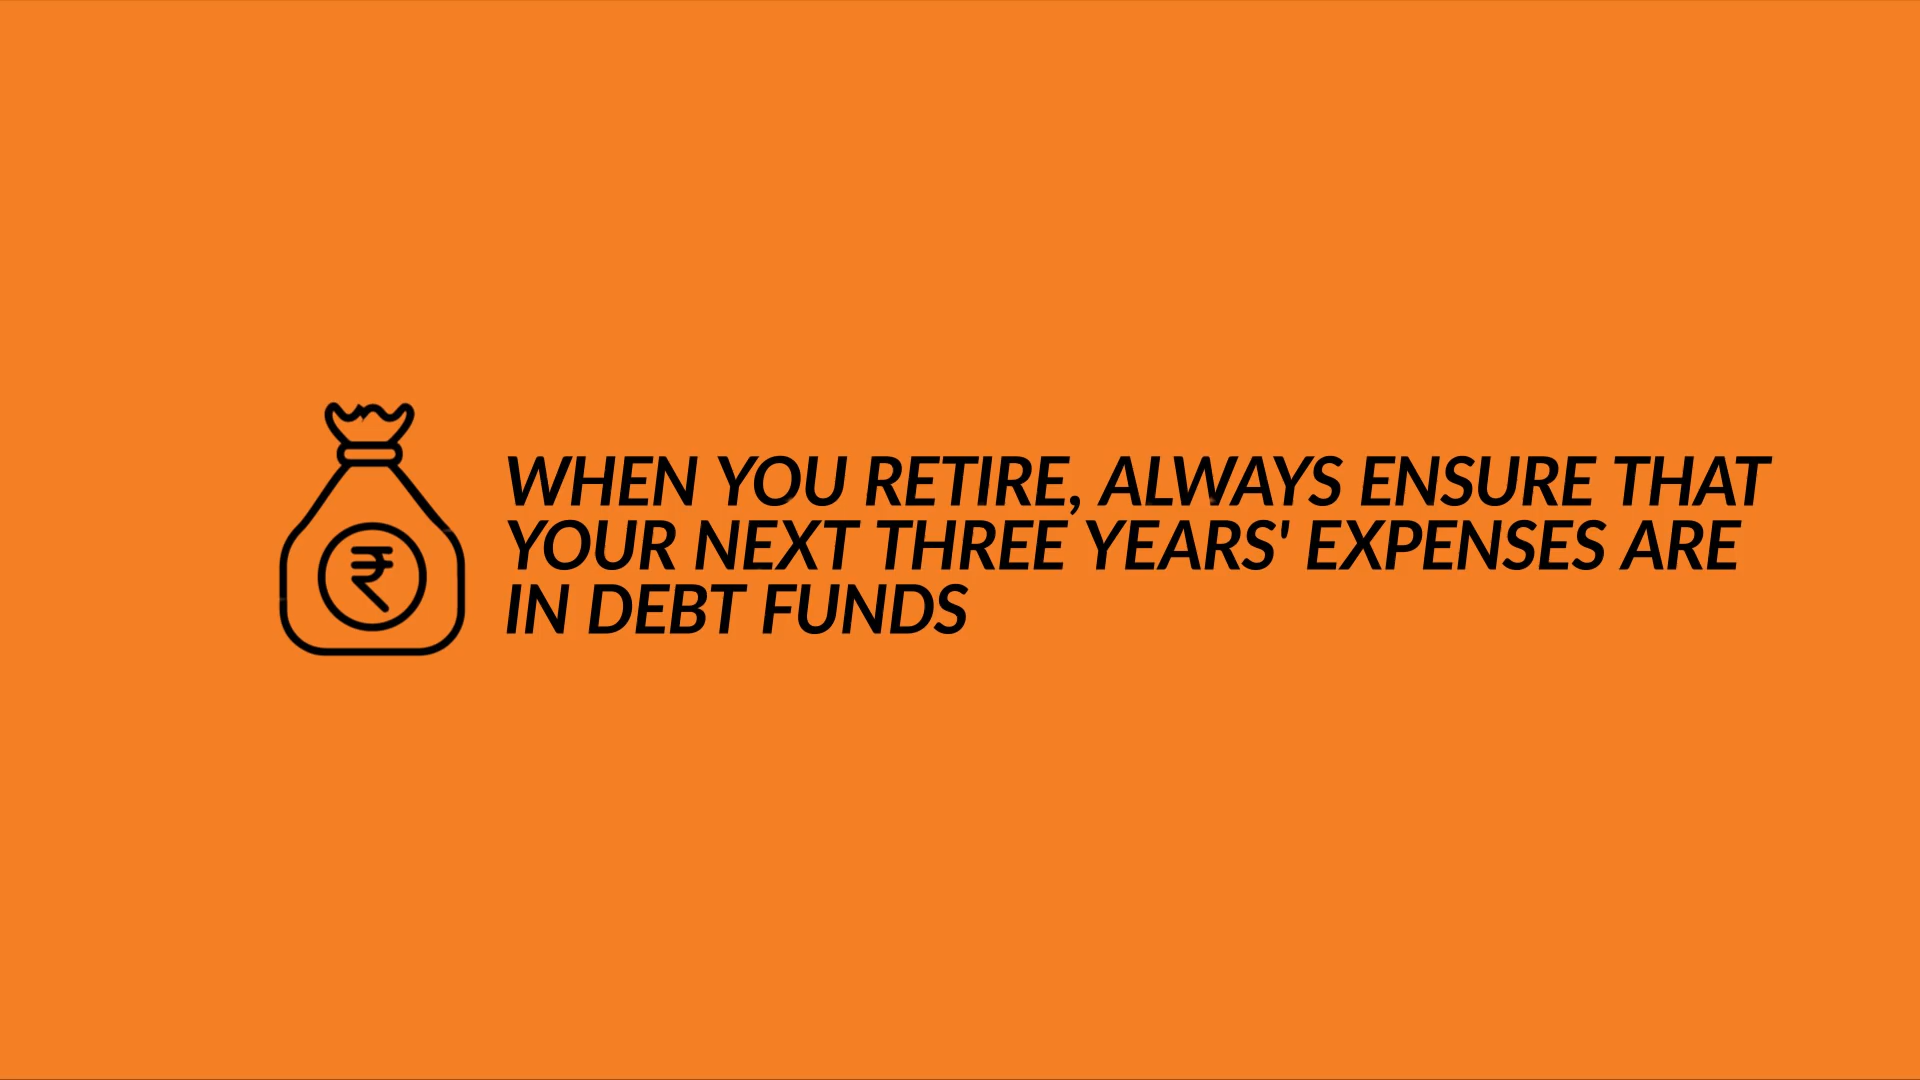 ₹
WHEN YOU RETIRE, ALWAYS ENSURE THAT
YOUR NEXT THREE YEARS' EXPENSES ARE
IN DEBT FUNDS